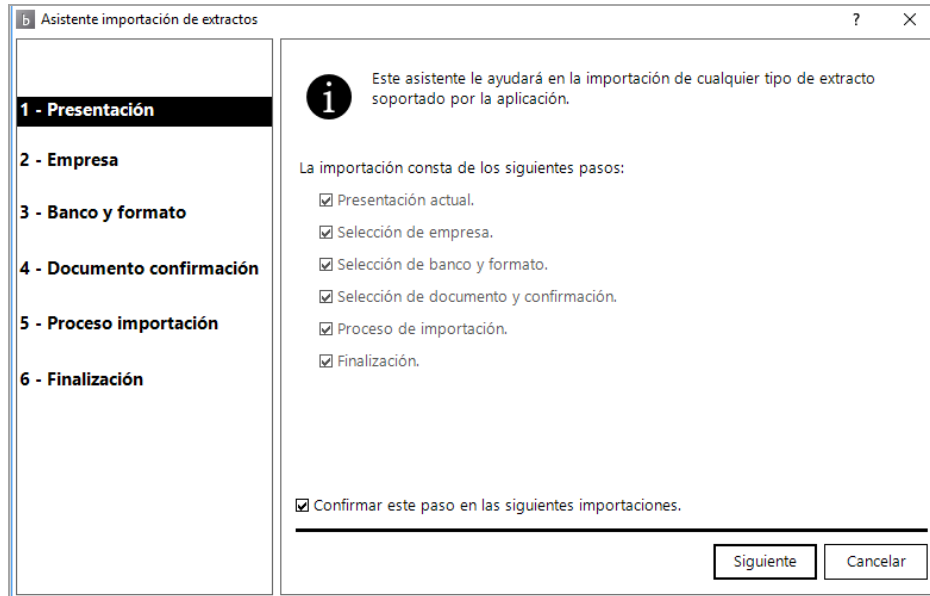 b Asistente importación de extractos ? X
1 - Presentación
2 - Empresa
3 - Banco y formato
4 - Documento confirmación
5 - Proceso importación
6 - Finalización
i
Este asistente le ayudará en la importación de cualquier tipo de extracto
soportado por la aplicación.
La importación consta de los siguientes pasos:
Presentación actual.
Selección de empresa.
Selección de banco y formato.
Selección de documento y confirmación.
Proceso de importación.
Finalización.
Confirmar este paso en las siguientes importaciones.
Siguiente Cancelar